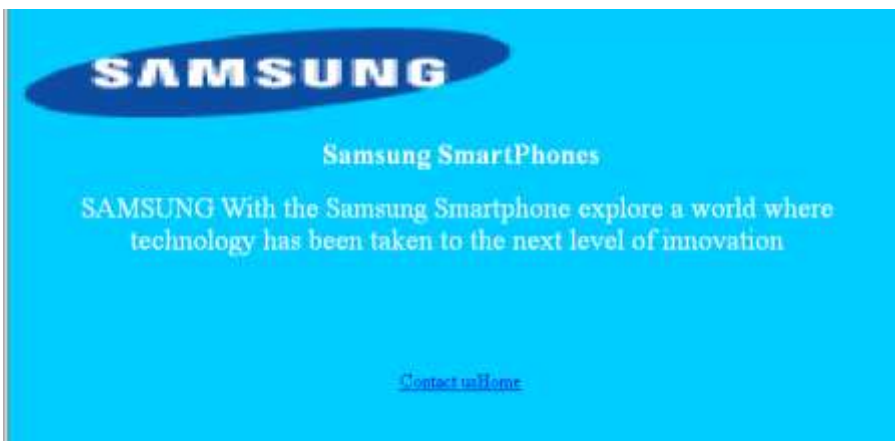 SAMSUNG
Samsung SmartPhones
SAMSUNG With the Samsung Smartphone explore a world where
technology has been taken to the next level of innovation
Contact usHome